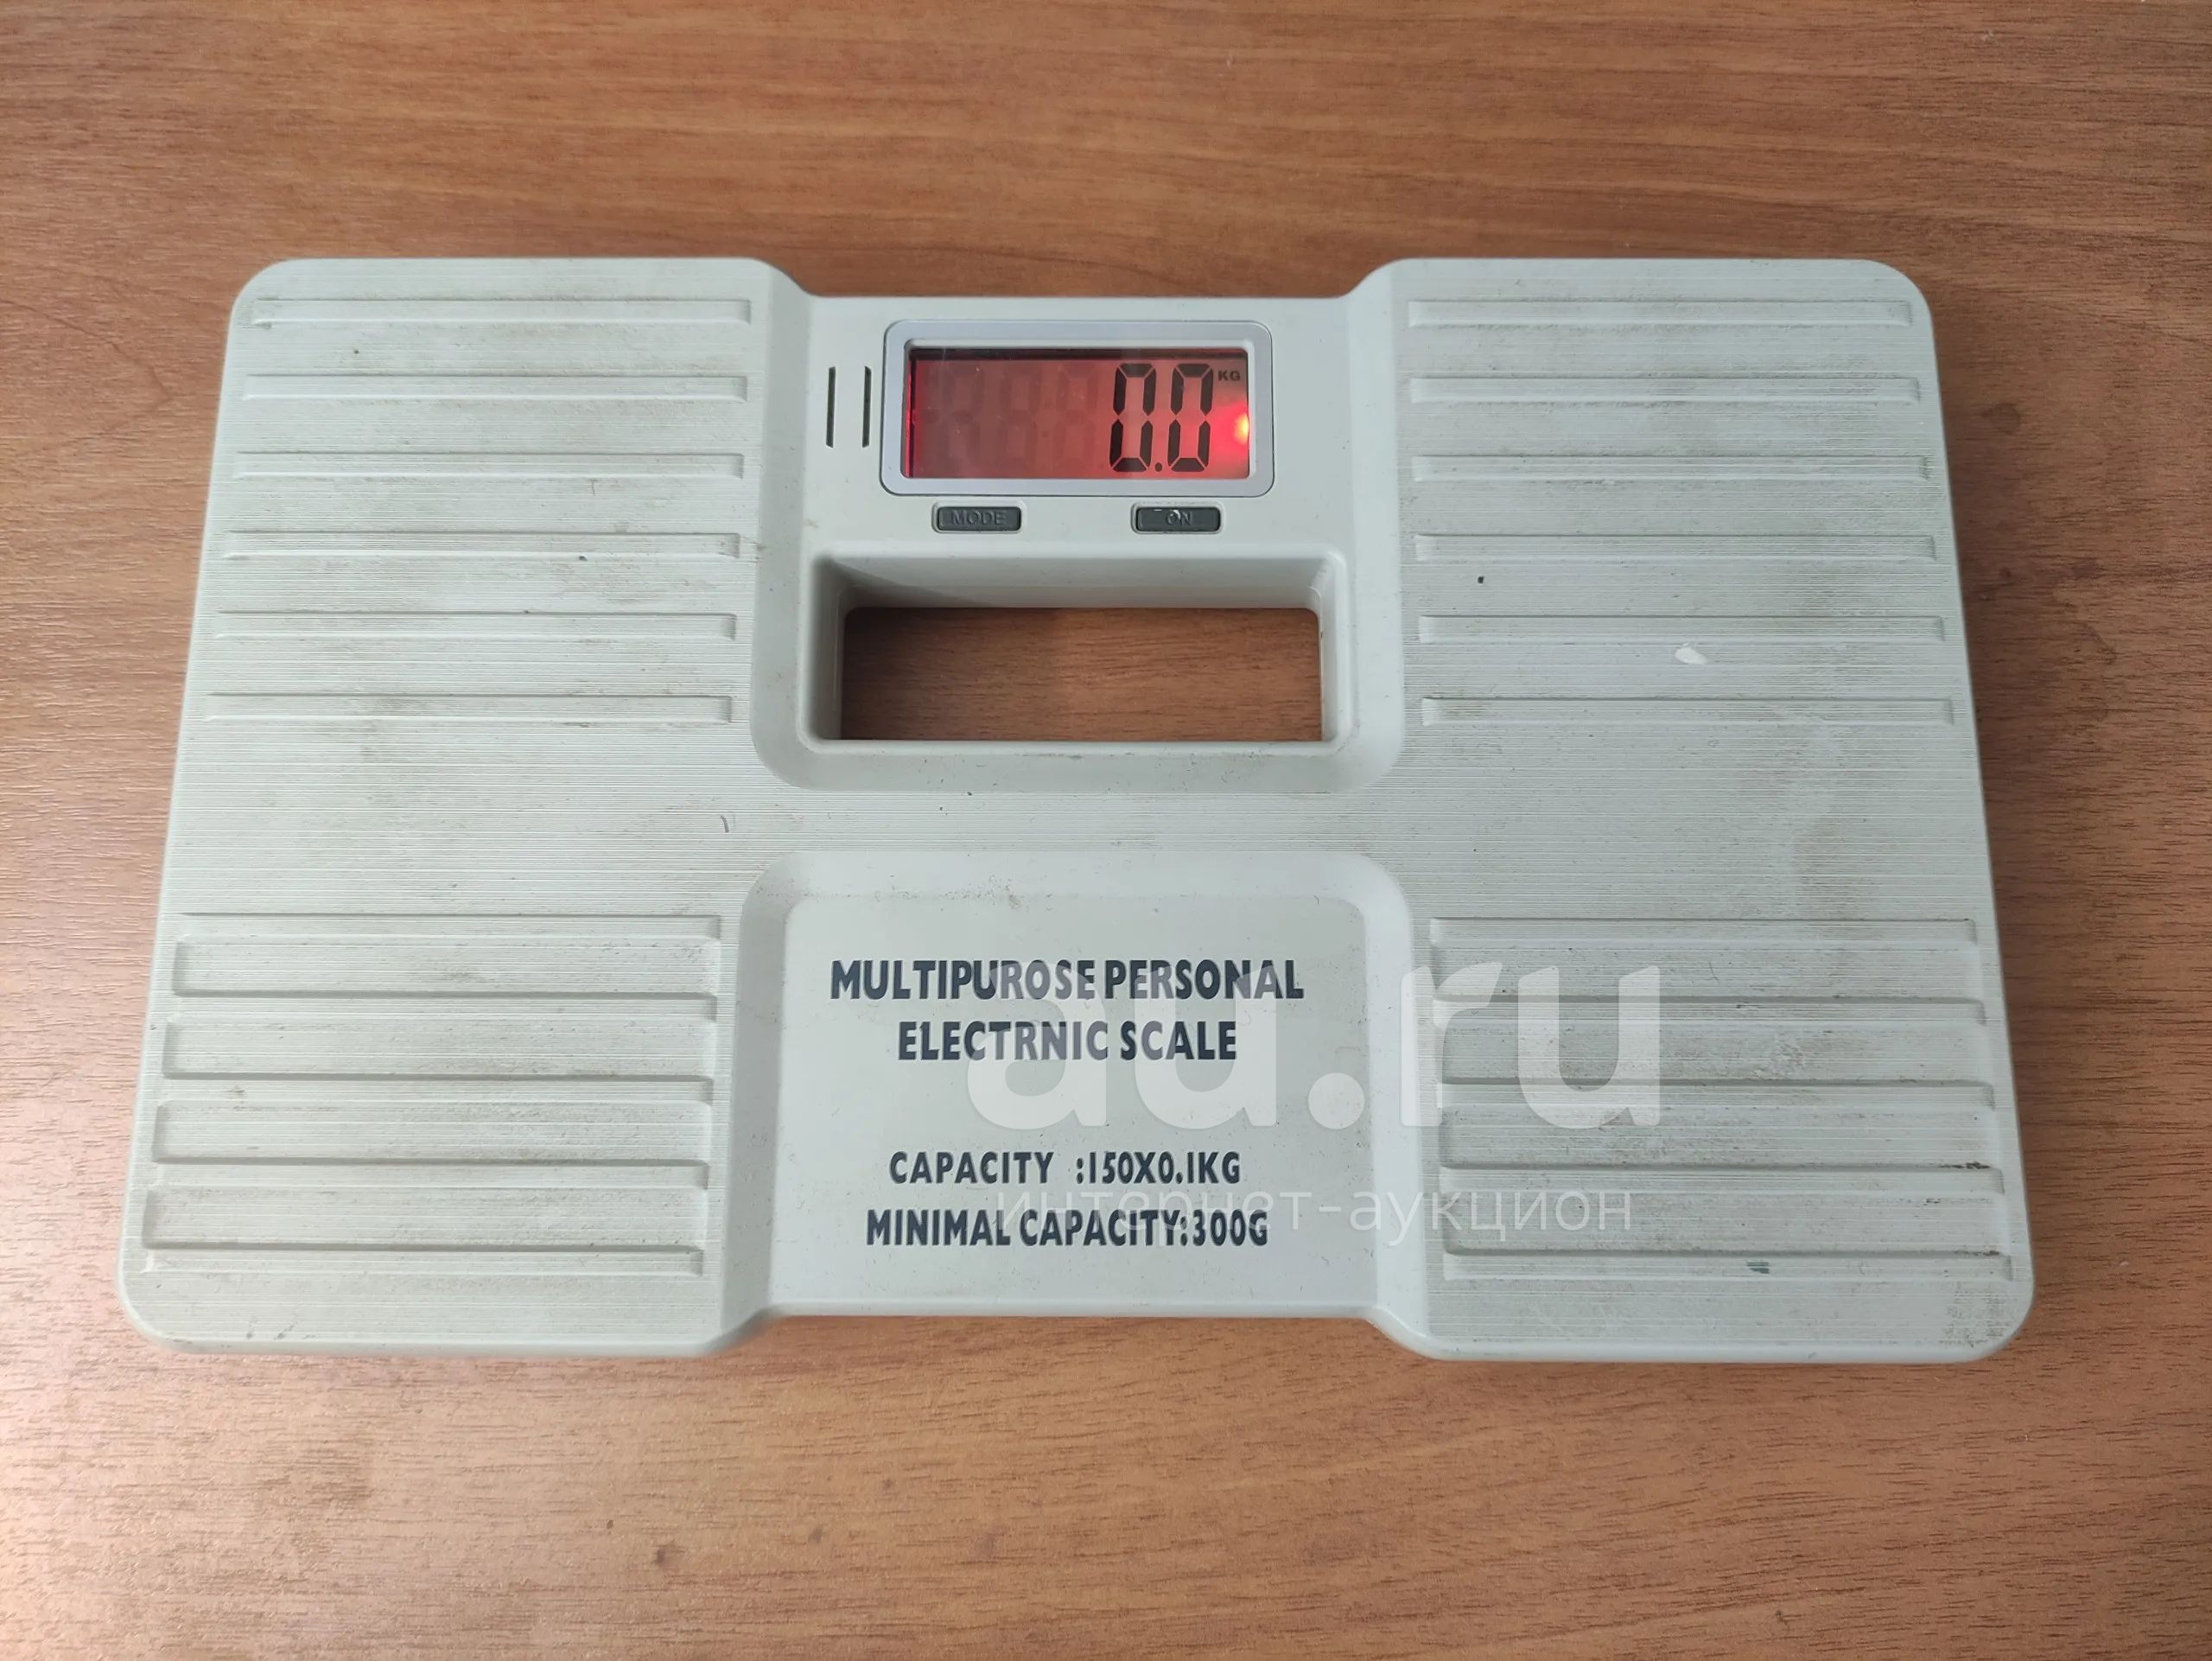 0.0 KG
MODE ON
MULTIPUROSE PERSONAL
ELECTRNIC SCALE
au.ru
CAPACITY :150X0.1KG
интернет-аукцион
MINIMAL CAPACITY:300G